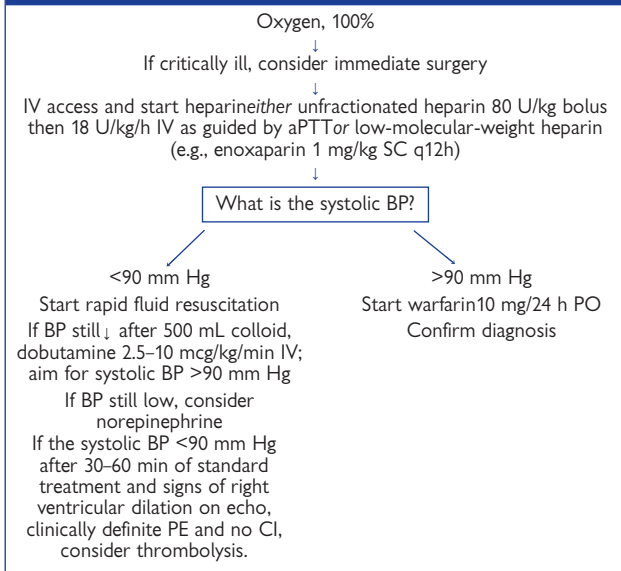 Oxygen, 100%
↓
If critically ill, consider immediate surgery
↓
IV access and start heparineither unfractionated heparin 80 U/kg bolus
then 18 U/kg/h IV as guided by aPTTor low-molecular-weight heparin
(e.g., enoxaparin 1 mg/kg SC q12h)
↓
What is the systolic BP?
<90 mm Hg
Start rapid fluid resuscitation
If BP still↓ after 500 mL colloid,
dobutamine 2.5–10 mcg/kg/min IV;
aim for systolic BP >90 mm Hg
If BP still low, consider
norepinephrine
If the systolic BP <90 mm Hg
after 30–60 min of standard
treatment and signs of right
ventricular dilation on echo,
clinically definite PE and no CI,
consider thrombolysis.
>90 mm Hg
Start warfarin10 mg/24 h PO
Confirm diagnosis